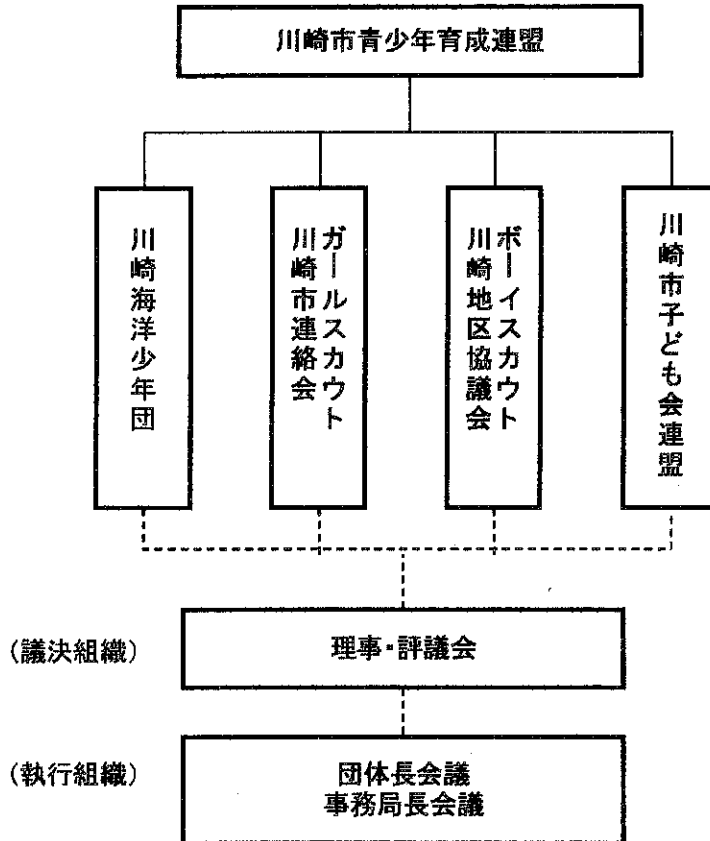 川崎市青少年育成連盟
ボーイスカウト
川崎地区協議会
ガールスカウト
川崎市連絡会
川崎市子ども会連盟
川崎海洋少年団
(議決組織)
理事・評議会
(執行組織)
団体長会議
事務局長会議